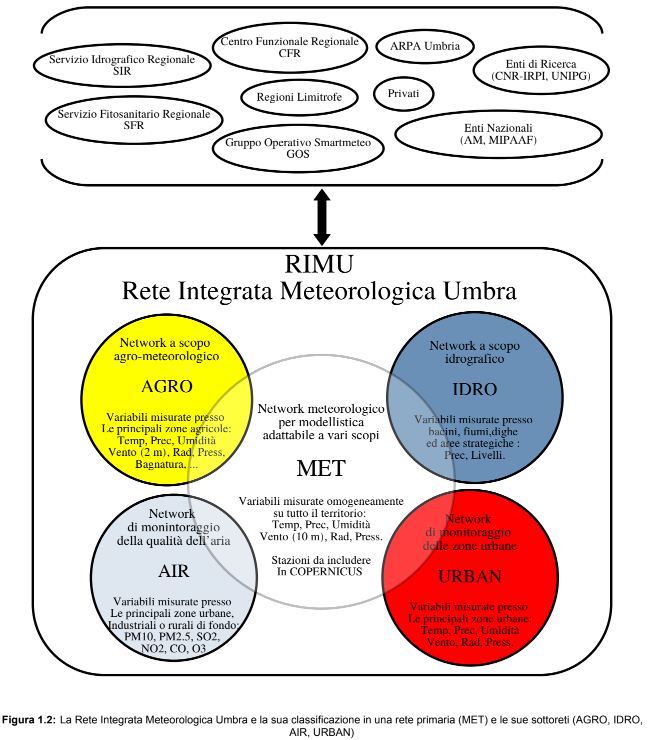 Servizio Idrografico Regionale
SIR
Centro Funzionale Regionale
CFR
ARPA Umbria
Enti di Ricerca
(CNR-IRPI, UNIPG)
Regioni Limitrofe
Privati
Servizio Fitosanitario Regionale
SFR
Gruppo Operativo Smartmeteo
GOS
Enti Nazionali
(AM, MIPAAF)
RIMU
Rete Integrata Meteorologica Umbra
Network a scopo
agro-meteorologico
AGRO
Variabili misurate presso
Le principali zone agricole:
Temp, Prec, Umidità
Vento (2 m), Rad, Press,
Bagnatura, ...
Network a scopo
idrografico
IDRO
Variabili misurate presso
bacini, fiumi,dighe
ed aree strategiche :
Prec, Livelli.
Network meteorologico
per modellistica
adattabile a vari scopi
MET
Variabili misurate omogeneamente
su tutto il territorio:
Temp, Prec, Umidità
Vento (10 m), Rad, Press.
Stazioni da includere
In COPERNICUS
Network
di monintoraggio
della qualità dell'aria
AIR
Variabili misurate presso
Le principali zone urbane,
Industriali o rurali di fondo:
PM10, PM2.5, SO2,
NO2, CO, O3
Network
di monitoraggio
delle zone urbane
URBAN
Variabili misurate presso
Le principali zone urbane:
Temp, Prec, Umidità
Vento, Rad, Press.
Figura 1.2: La Rete Integrata Meteorologica Umbra e la sua classificazione in una rete primaria (MET) e le sue sottoreti (AGRO, IDRO,
AIR, URBAN)